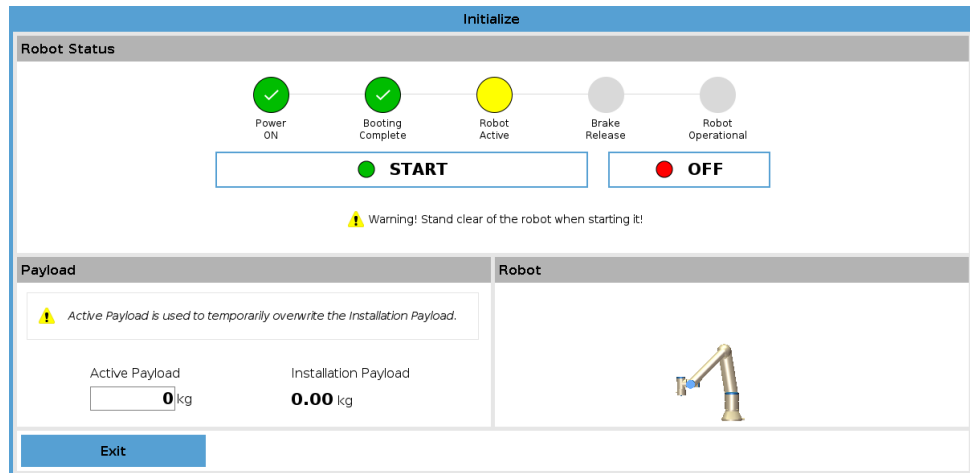 Initialize
Robot Status
Power
ON
Booting
Complete
Robot
Active
Brake
Release
Robot
Operational
START
OFF
Warning! Stand clear of the robot when starting it!
Payload
Robot
Active Payload is used to temporarily overwrite the Installation Payload.
Active Payload
Installation Payload
0 kg
0.00 kg
Exit